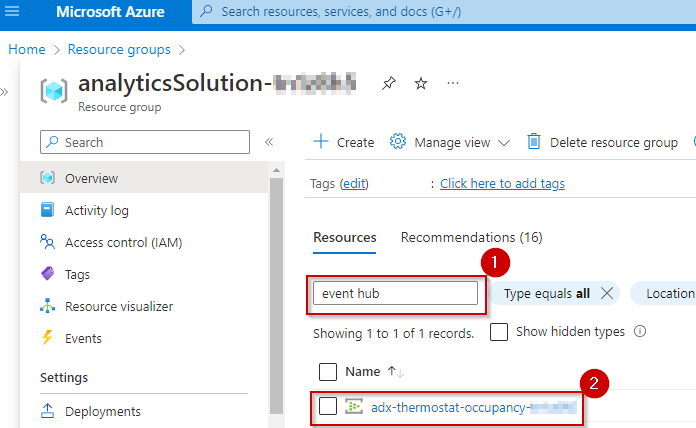 Microsoft Azure
Search resources, services, and docs (G+/)
Home > Resource groups >
analyticsSolution-
Resource group
Search
Overview
Activity log
Access control (IAM)
Tags
Resource visualizer
Events
Settings
Deployments
Create Manage view Delete resource group
Tags (edit) : Click here to add tags
Resources Recommendations (16)
1
event hub Type equals all Location
Showing 1 to 1 of 1 records. Show hidden types
Name
2
adx-thermostat-occupancy-